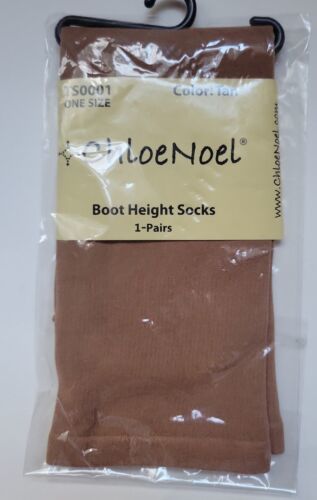 TS0001 Color: Tan
ONE SIZE
ChloeNoel®
Boot Height Socks
1-Pairs
www.ChloeNoel.com